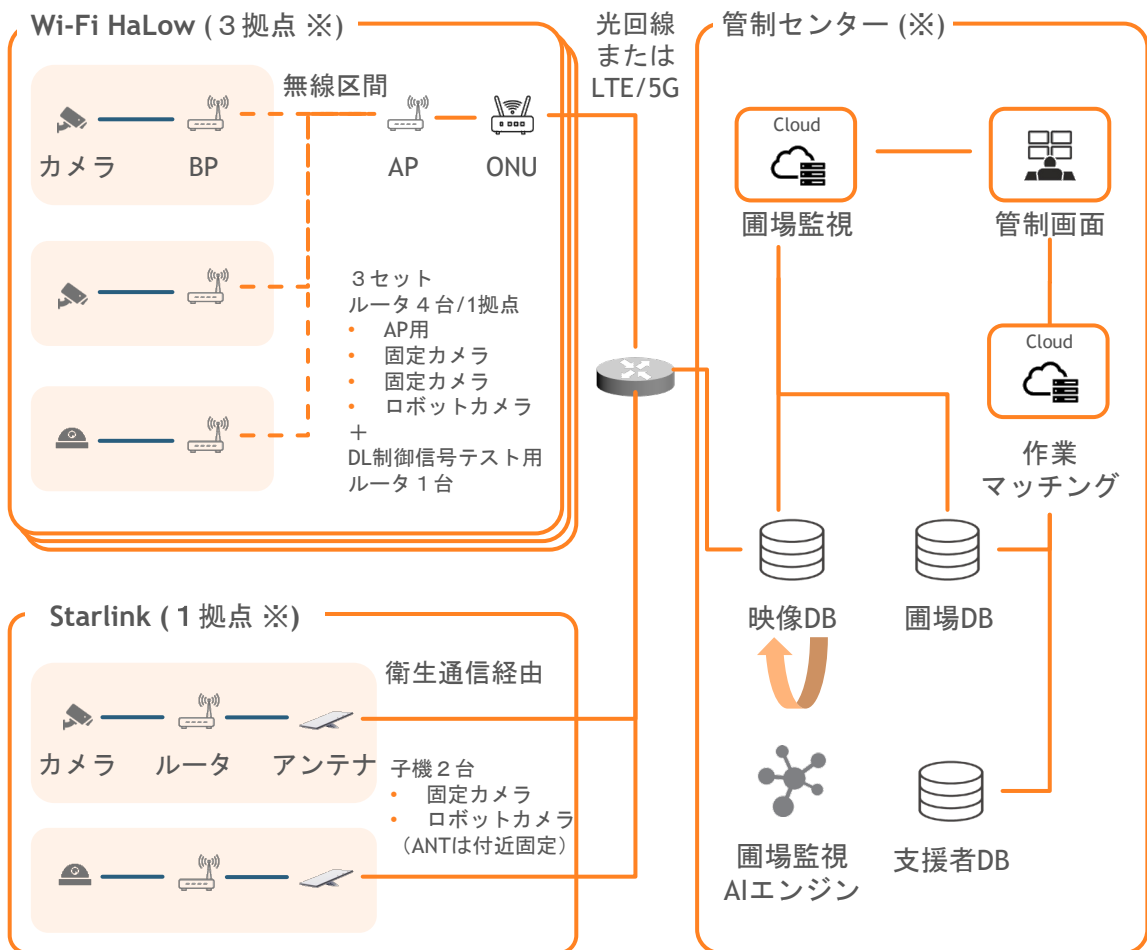 Wi-Fi HaLow (３拠点 ※)
無線区間
カメラ
BP
AP
ONU
３セット
ルータ４台/1拠点
• AP用
• 固定カメラ
• 固定カメラ
• ロボットカメラ
＋
DL制御信号テスト用
ルータ１台
光回線
または
LTE/5G
Starlink (１拠点 ※)
衛生通信経由
カメラ
ルータ
アンテナ
子機２台
• 固定カメラ
• ロボットカメラ
（ANTは付近固定）
管制センター (※)
Cloud
圃場監視
管制画面
Cloud
作業
マッチング
映像DB
圃場DB
圃場監視
AIエンジン
支援者DB